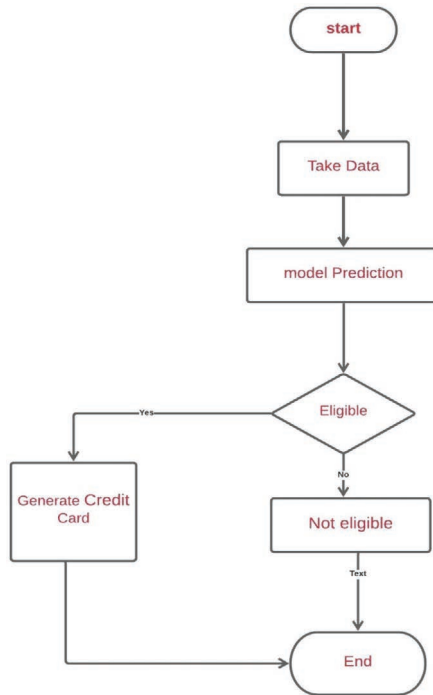 start
Take Data
model Prediction
Eligible
Yes
No
Generate Credit
Card
Not eligible
Text
End